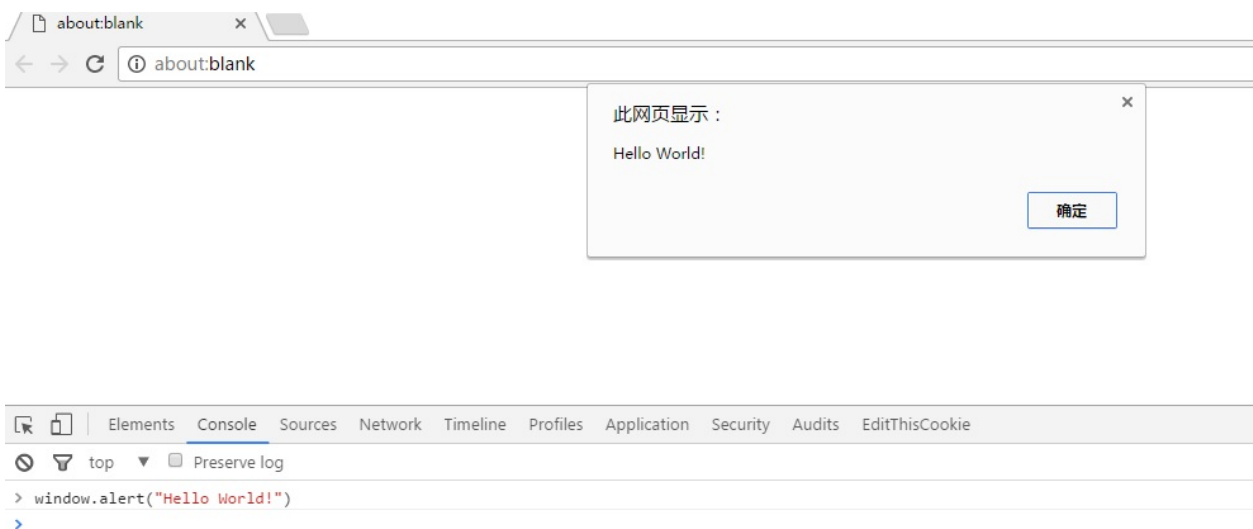 about:blank
about:blank
此网页显示：
Hello World!
确定
Elements Console Sources Network Timeline Profiles Application Security Audits EditThisCookie
top ▼ Preserve log
> window.alert("Hello World!")
>